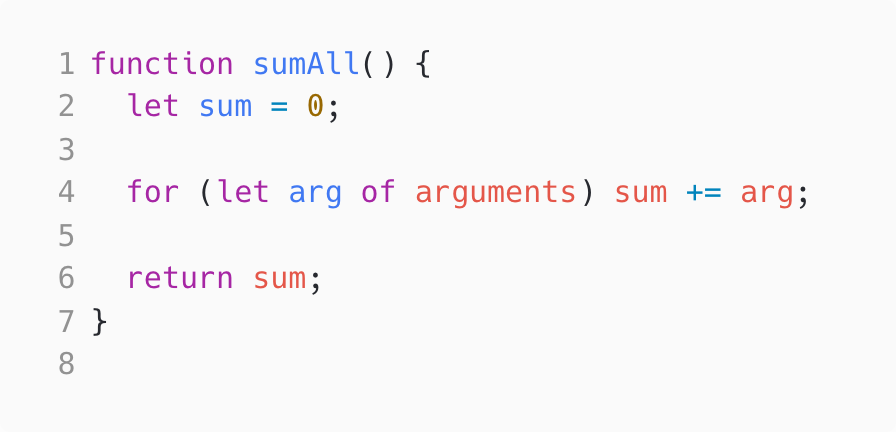 1 function sumAll() {
2   let sum = 0;
3
4   for (let arg of arguments) sum += arg;
5
6   return sum;
7 }
8